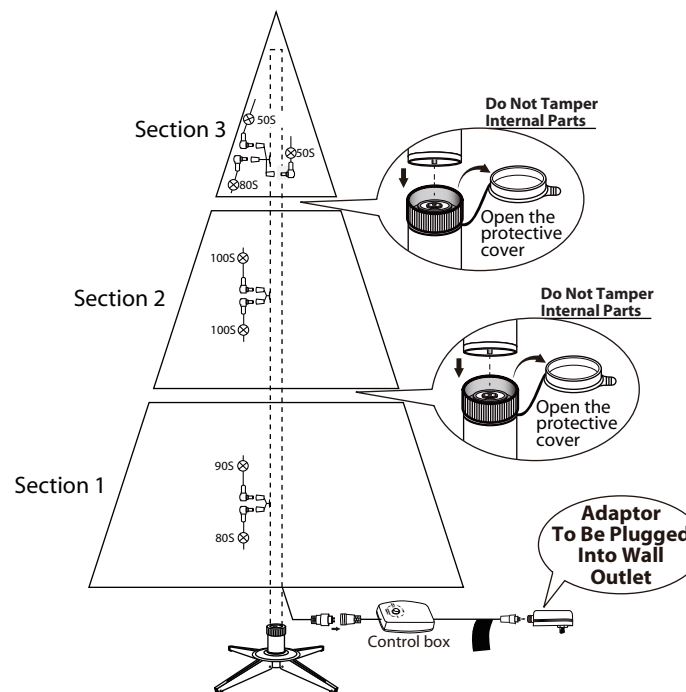 Do Not Tamper
Internal Parts
Section 3
50S
50S
80S
Open the
protective
cover
100S
Section 2
100S
Do Not Tamper
Internal Parts
Open the
protective
cover
90S
Section 1
80S
Adaptor
To Be Plugged
Into Wall
Outlet
Control box